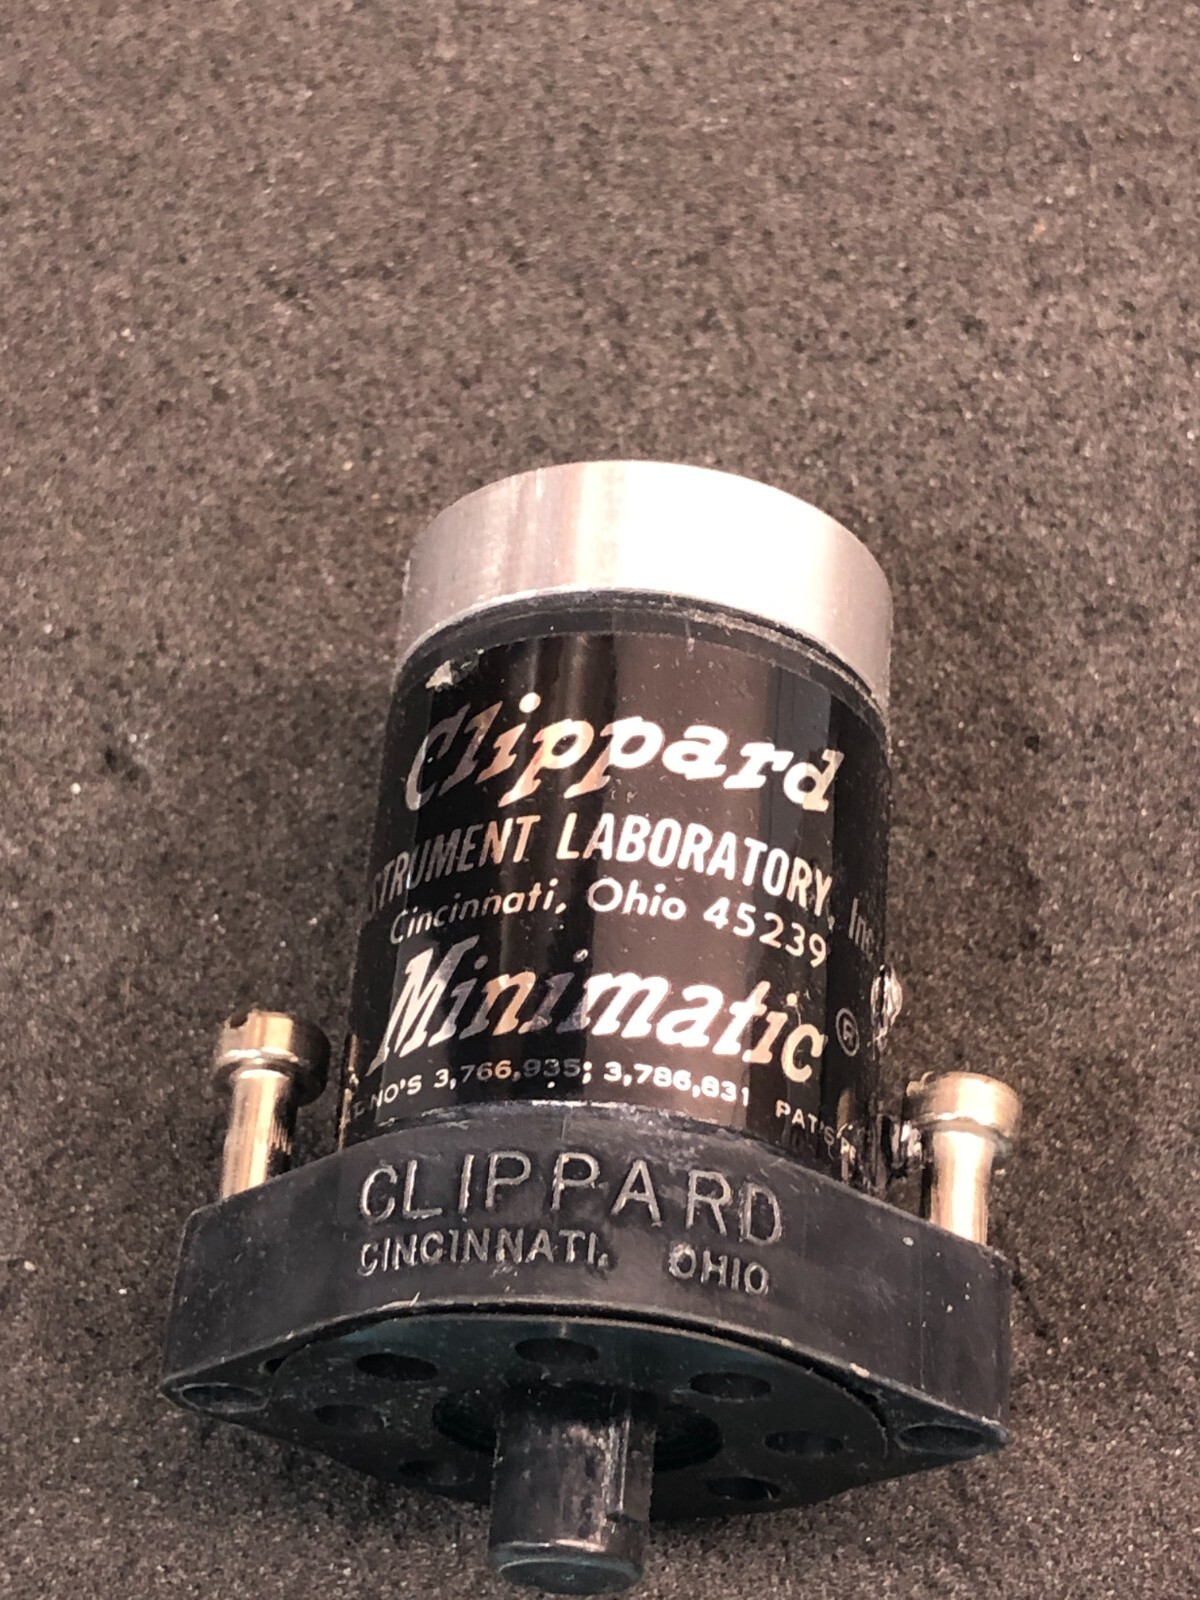 Clippard
STRUMENT LABORATORY, Inc
Cincinnati, Ohio 45239
Minimatic ®
NO'S 3,766,935; 3,786,831 PAT'S
CLIPPARD
CINCINNATI, OHIO